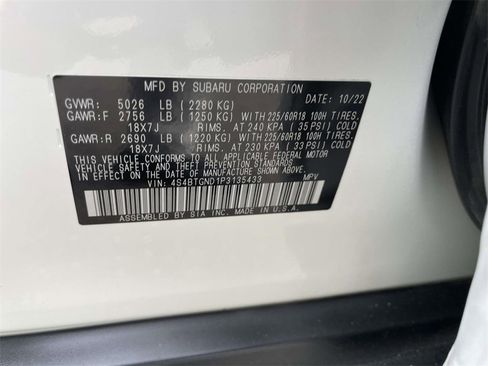 MFD BY SUBARU CORPORATION
GVWR: 5026 LB ( 2280 KG) DATE: 10/22
GAWR:F 2756 LB ( 1250 KG) WITH 225/60R18 100H TIRES.
18X7J RIMS. AT 240 KPA ( 35 PSI) COLD
GAWR:R 2690 LB ( 1220 KG) WITH 225/60R18 100H TIRES.
18X7J RIMS. AT 230 KPA ( 33 PSI) COLD
THIS VEHICLE CONFORMS TO ALL APPLICABLE FEDERAL MOTOR
VEHICLE SAFETY STANDARDS IN EFFECT ON THE DATE OF
MANUFACTURE SHOWN ABOVE.
VIN: 4S4BTGND1P3135433 MPV
ASSEMBLED BY SIA INC. MADE IN U.S.A.